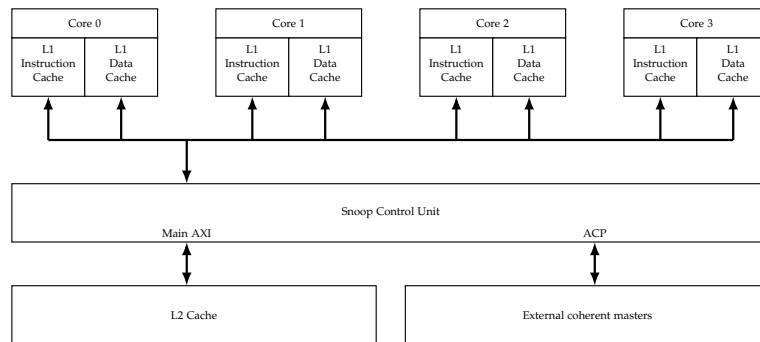 Core 0
Core 1
Core 2
Core 3
L1
Instruction
Cache
L1
Data
Cache
L1
Instruction
Cache
L1
Data
Cache
L1
Instruction
Cache
L1
Data
Cache
L1
Instruction
Cache
L1
Data
Cache
Snoop Control Unit
Main AXI
ACP
L2 Cache
External coherent masters